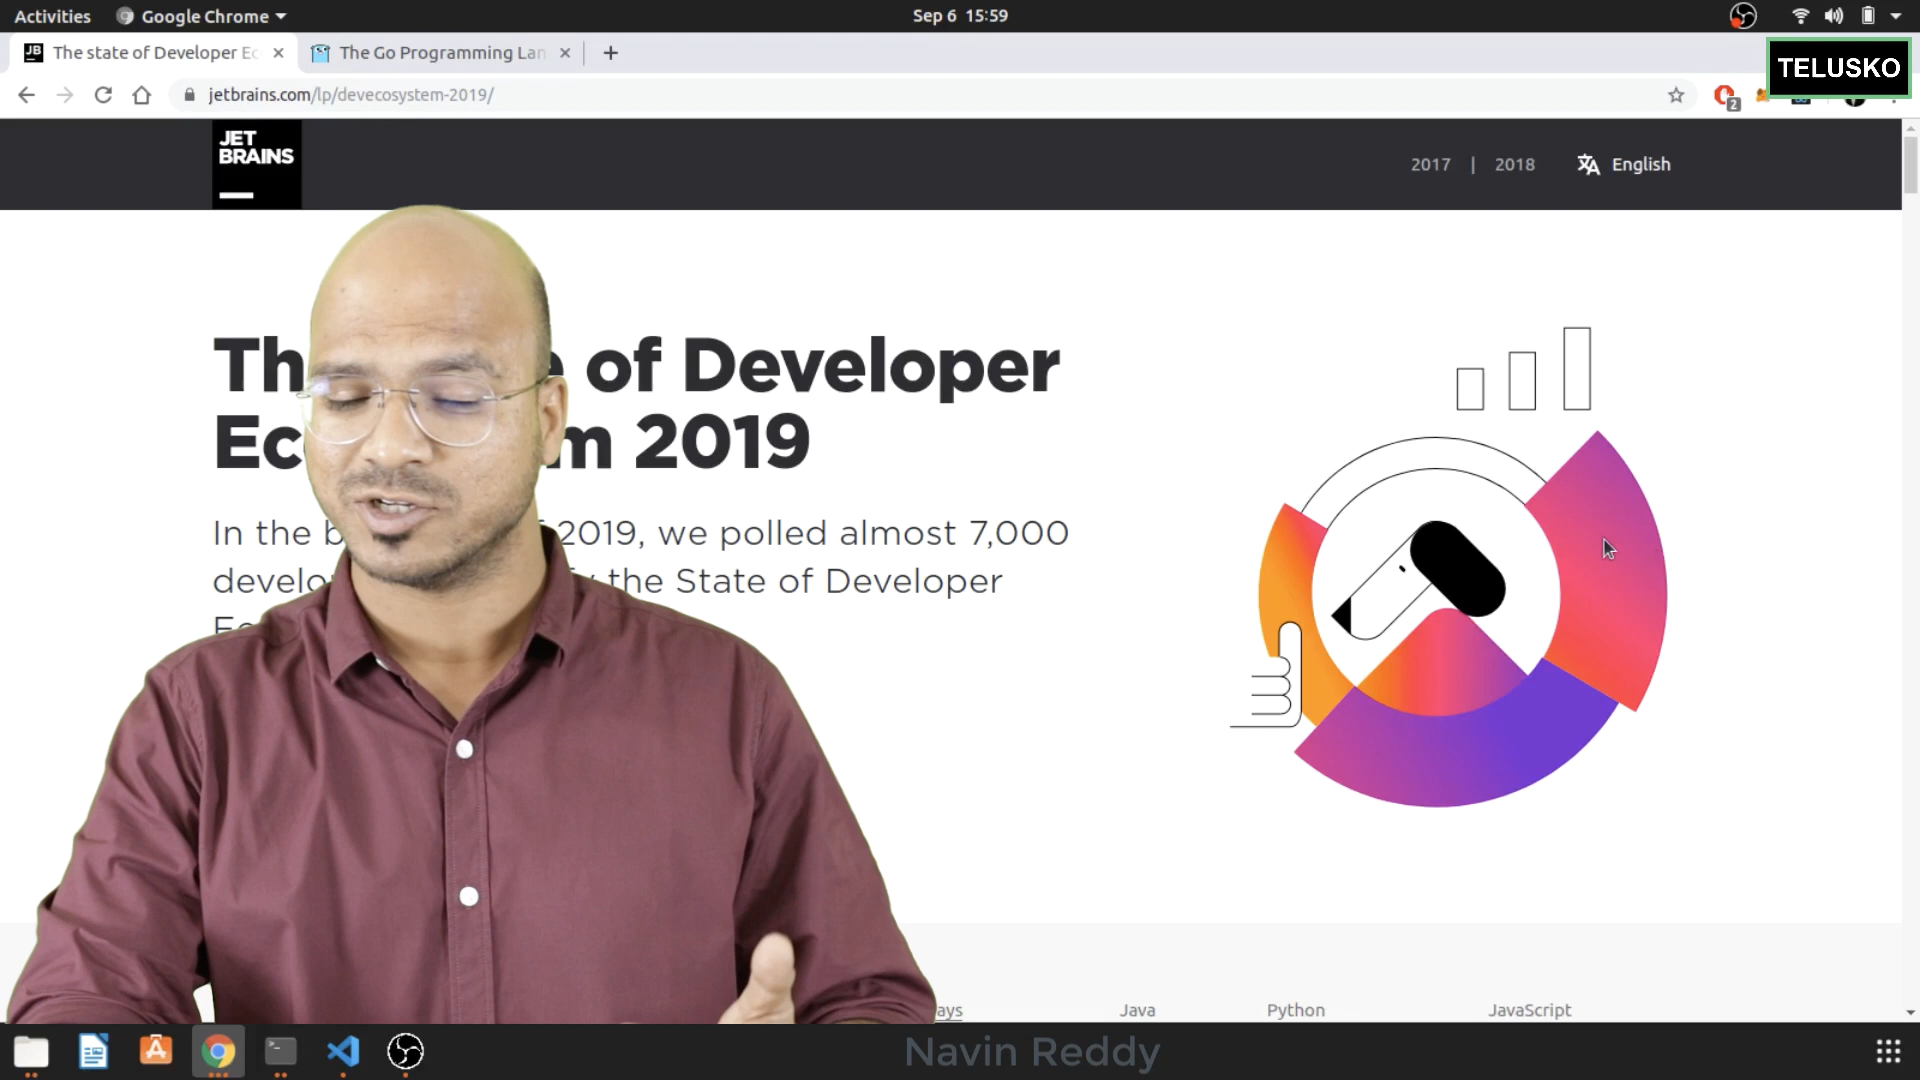 Activities
Google Chrome
Sep 6 15:59
JB
The state of Developer Ec
The Go Programming Lan
TELUSKO
jetbrains.com/lp/devecosystem-2019/
2
JET
BRAINS
2017 | 2018
English
Th e of Developer
Ec m 2019
In the b 2019, we polled almost 7,000
develo the State of Developer
ays
Java
Python
JavaScript
Navin Reddy